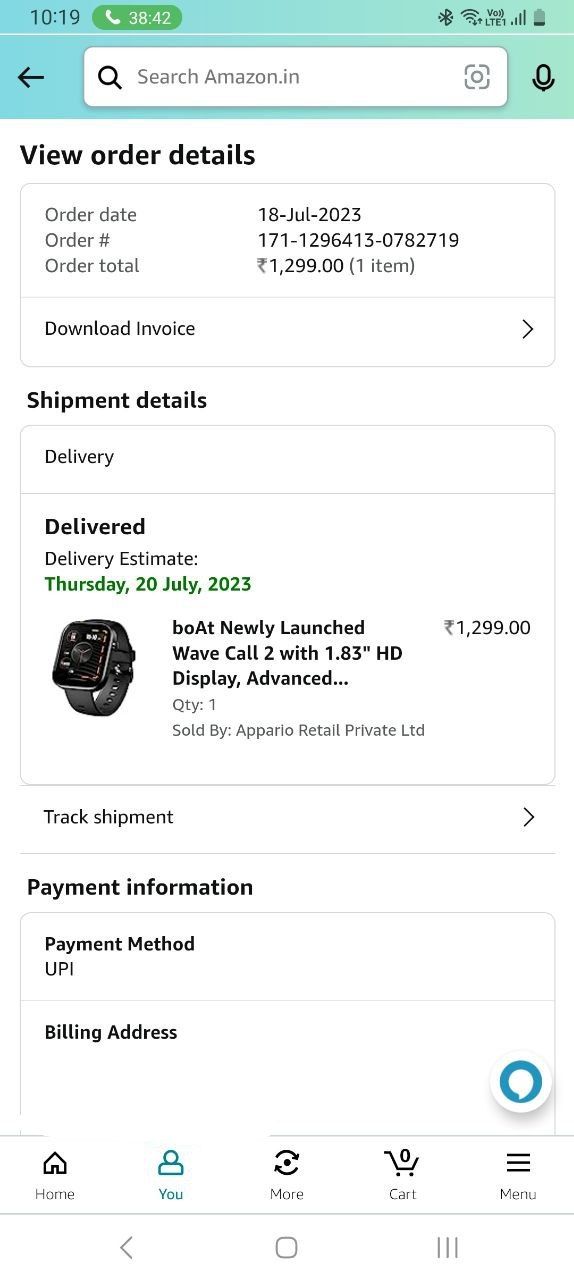 10:19 38:42 Vo)) LTE1
Search Amazon.in
View order details
Order date 18-Jul-2023
Order # 171-1296413-0782719
Order total ₹1,299.00 (1 item)
Download Invoice
Shipment details
Delivery
Delivered
Delivery Estimate:
Thursday, 20 July, 2023
boAt Newly Launched ₹1,299.00
Wave Call 2 with 1.83" HD
Display, Advanced...
Qty: 1
Sold By: Appario Retail Private Ltd
Track shipment
Payment information
Payment Method
UPI
Billing Address
0
Home You More Cart Menu